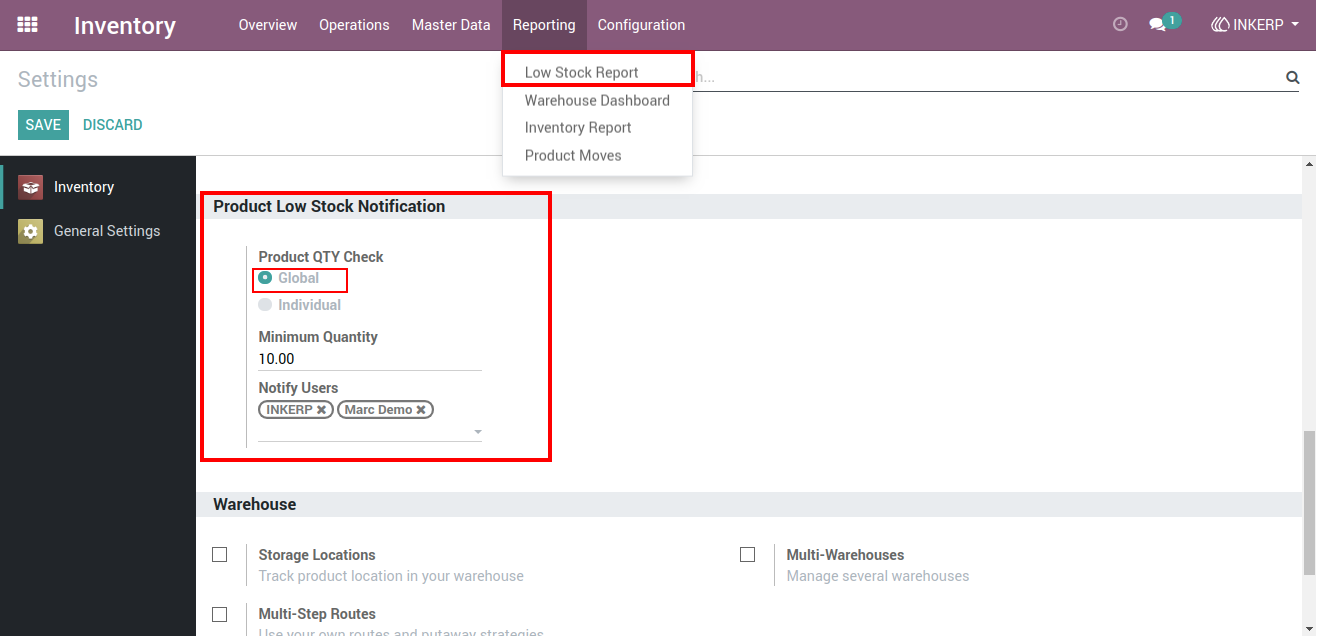 Inventory Overview Operations Master Data Reporting Configuration 1 INKERP
Settings
Low Stock Report
SAVE DISCARD
Warehouse Dashboard
Inventory Report
Product Moves
Inventory
General Settings
Product Low Stock Notification
Product QTY Check
Global
Individual
Minimum Quantity
10.00
Notify Users
INKERP ✖ Marc Demo ✖
Warehouse
Storage Locations
Track product location in your warehouse
Multi-Warehouses
Manage several warehouses
Multi-Step Routes
Use your own routes and putaway strategies